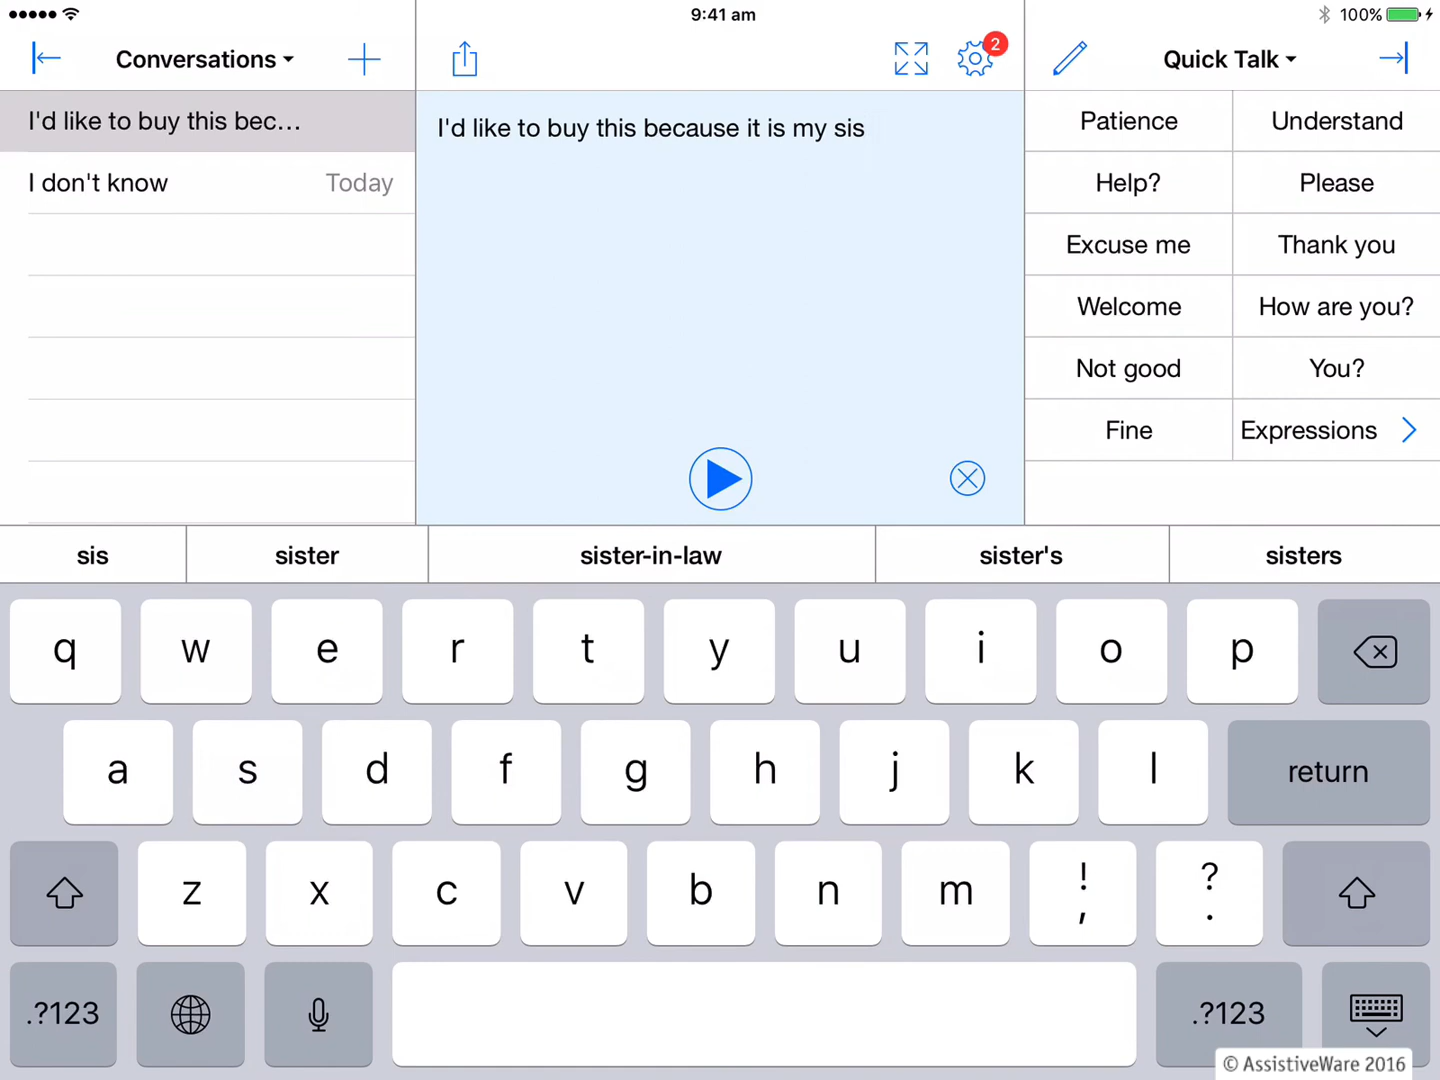 9:41 am
100%
Conversations
2
Quick Talk
I'd like to buy this bec...
I don't know Today
I'd like to buy this because it is my sis
Patience Understand
Help? Please
Excuse me Thank you
Welcome How are you?
Not good You?
Fine Expressions
sis sister sister-in-law sister's sisters
q w e r t y u i o p
a s d f g h j k l return
z x c v b n m ! , ? .
.?123 .?123
© AssistiveWare 2016